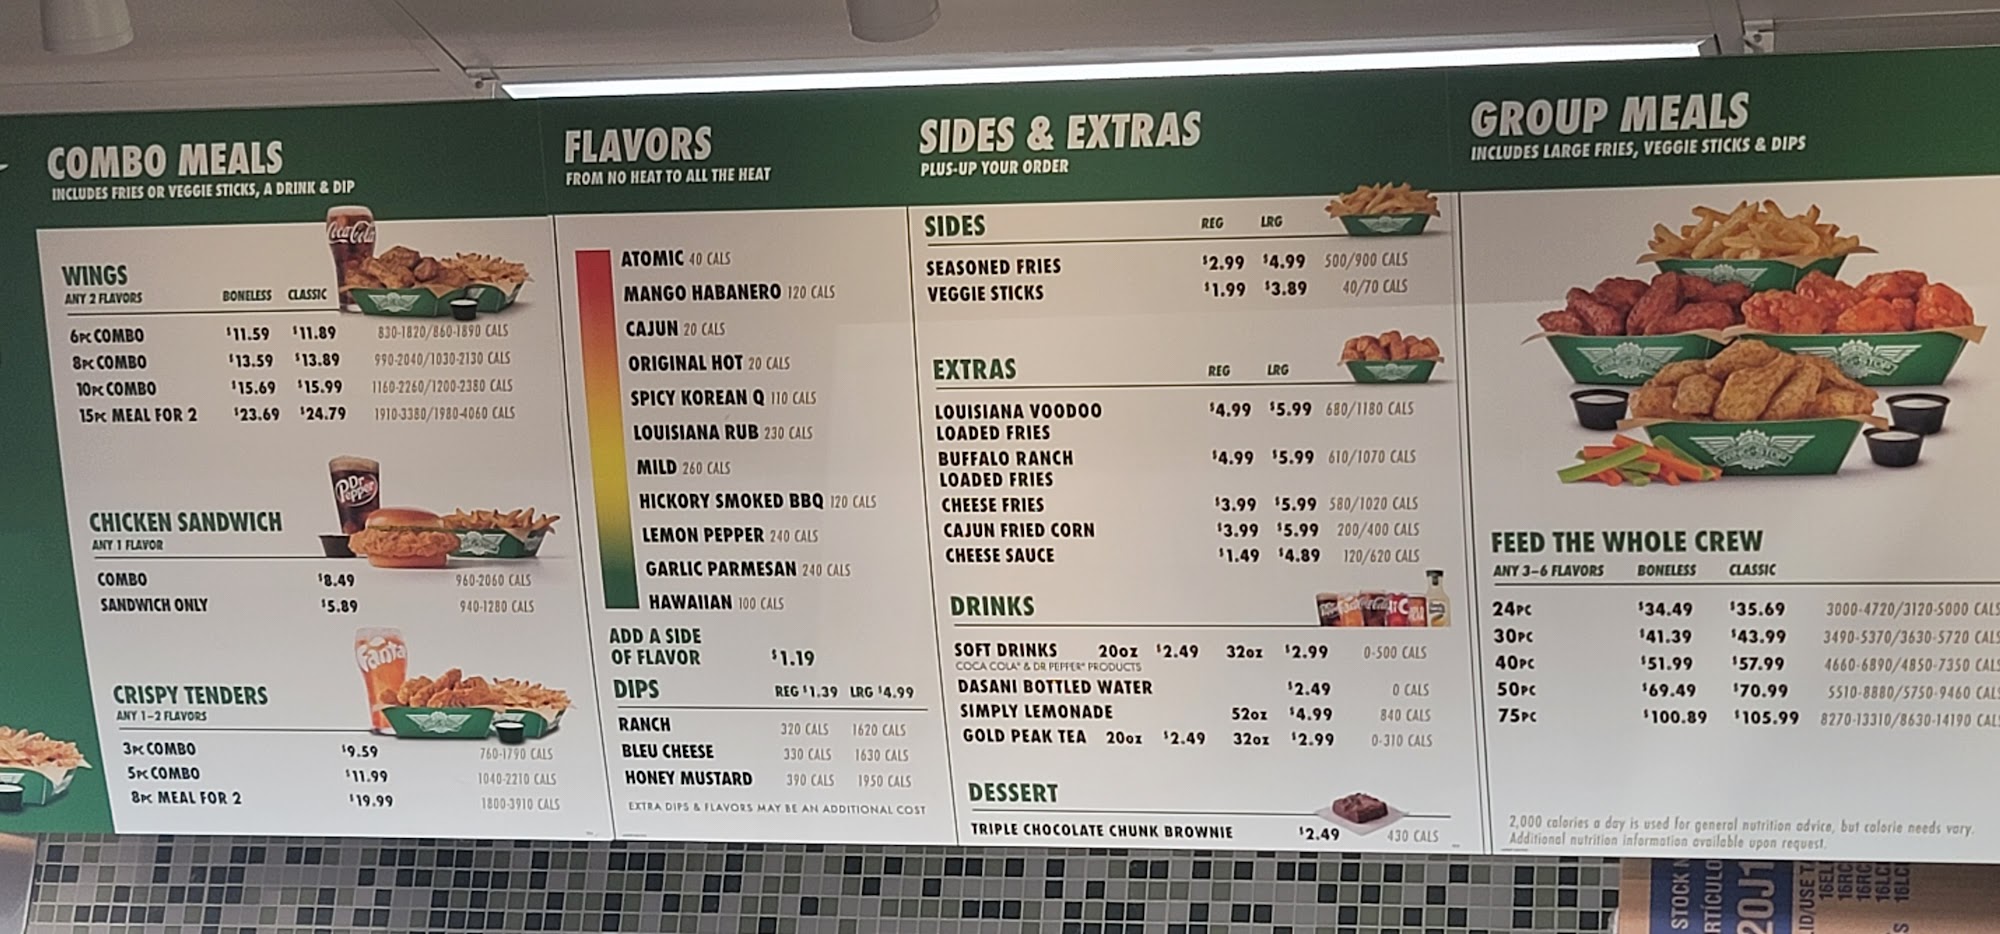 COMBO MEALS
INCLUDES FRIES OR VEGGIE STICKS, A DRINK & DIP
Coca-Cola
WINGS
ANY 2 FLAVORS BONELESS CLASSIC
6PC COMBO $11.59 $11.89 830-1820/860-1890 CALS
8PC COMBO $13.59 $13.89 990-2040/1030-2130 CALS
10PC COMBO $15.69 $15.99 1160-2260/1200-2380 CALS
15PC MEAL FOR 2 $23.69 $24.79 1910-3380/1980-4060 CALS
Dr Pepper
CHICKEN SANDWICH
ANY 1 FLAVOR
COMBO $8.49 960-2060 CALS
SANDWICH ONLY $5.89 940-1280 CALS
Fanta
CRISPY TENDERS
ANY 1-2 FLAVORS
3PC COMBO $9.59 760-1790 CALS
5PC COMBO $11.99 1040-2210 CALS
8PC MEAL FOR 2 $19.99 1800-3910 CALS
FLAVORS
FROM NO HEAT TO ALL THE HEAT
ATOMIC 40 CALS
MANGO HABANERO 120 CALS
CAJUN 20 CALS
ORIGINAL HOT 20 CALS
SPICY KOREAN Q 110 CALS
LOUISIANA RUB 230 CALS
MILD 260 CALS
HICKORY SMOKED BBQ 120 CALS
LEMON PEPPER 240 CALS
GARLIC PARMESAN 240 CALS
HAWAIIAN 100 CALS
ADD A SIDE
OF FLAVOR $1.19
DIPS REG $1.39 LRG $4.99
RANCH 320 CALS 1620 CALS
BLEU CHEESE 330 CALS 1630 CALS
HONEY MUSTARD 390 CALS 1950 CALS
EXTRA DIPS & FLAVORS MAY BE AN ADDITIONAL COST
SIDES & EXTRAS
PLUS-UP YOUR ORDER
SIDES REG LRG
SEASONED FRIES $2.99 $4.99 500/900 CALS
VEGGIE STICKS $1.99 $3.89 40/70 CALS
EXTRAS REG LRG
LOUISIANA VOODOO $4.99 $5.99 680/1180 CALS
LOADED FRIES
BUFFALO RANCH $4.99 $5.99 610/1070 CALS
LOADED FRIES
CHEESE FRIES $3.99 $5.99 580/1020 CALS
CAJUN FRIED CORN $3.99 $5.99 200/400 CALS
CHEESE SAUCE $1.49 $4.89 120/620 CALS
DRINKS
SOFT DRINKS 20OZ $2.49 32OZ $2.99 0-500 CALS
COCA COLA® & DR PEPPER® PRODUCTS
DASANI BOTTLED WATER $2.49 0 CALS
SIMPLY LEMONADE 52OZ $4.99 840 CALS
GOLD PEAK TEA 20OZ $2.49 32OZ $2.99 0-310 CALS
DESSERT
TRIPLE CHOCOLATE CHUNK BROWNIE $2.49 430 CALS
GROUP MEALS
INCLUDES LARGE FRIES, VEGGIE STICKS & DIPS
FEED THE WHOLE CREW
ANY 3-6 FLAVORS BONELESS CLASSIC
24PC $34.49 $35.69 3000-4720/3120-5000 CALS
30PC $41.39 $43.99 3490-5370/3630-5720 CALS
40PC $51.99 $57.99 4660-6890/4850-7350 CALS
50PC $69.49 $70.99 5510-8880/5750-9460 CALS
75PC $100.89 $105.99 8270-13310/8630-14190 CALS
2,000 calories a day is used for general nutrition advice, but calorie needs vary.
Additional nutrition information available upon request.
STOCK
20J1